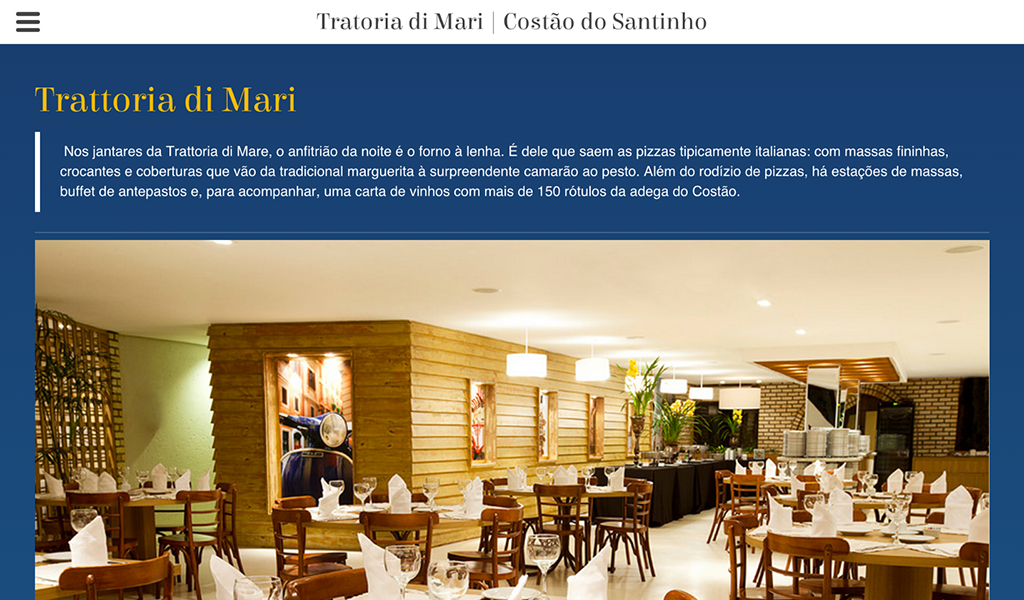 Tratoria di Mari | Costão do Santinho
Trattoria di Mari
Nos jantares da Trattoria di Mare, o anfitrião da noite é o forno à lenha. É dele que saem as pizzas tipicamente italianas: com massas fininhas,
crocantes e coberturas que vão da tradicional marguerita à surpreendente camarão ao pesto. Além do rodízio de pizzas, há estações de massas,
buffet de antepastos e, para acompanhar, uma carta de vinhos com mais de 150 rótulos da adega do Costão.